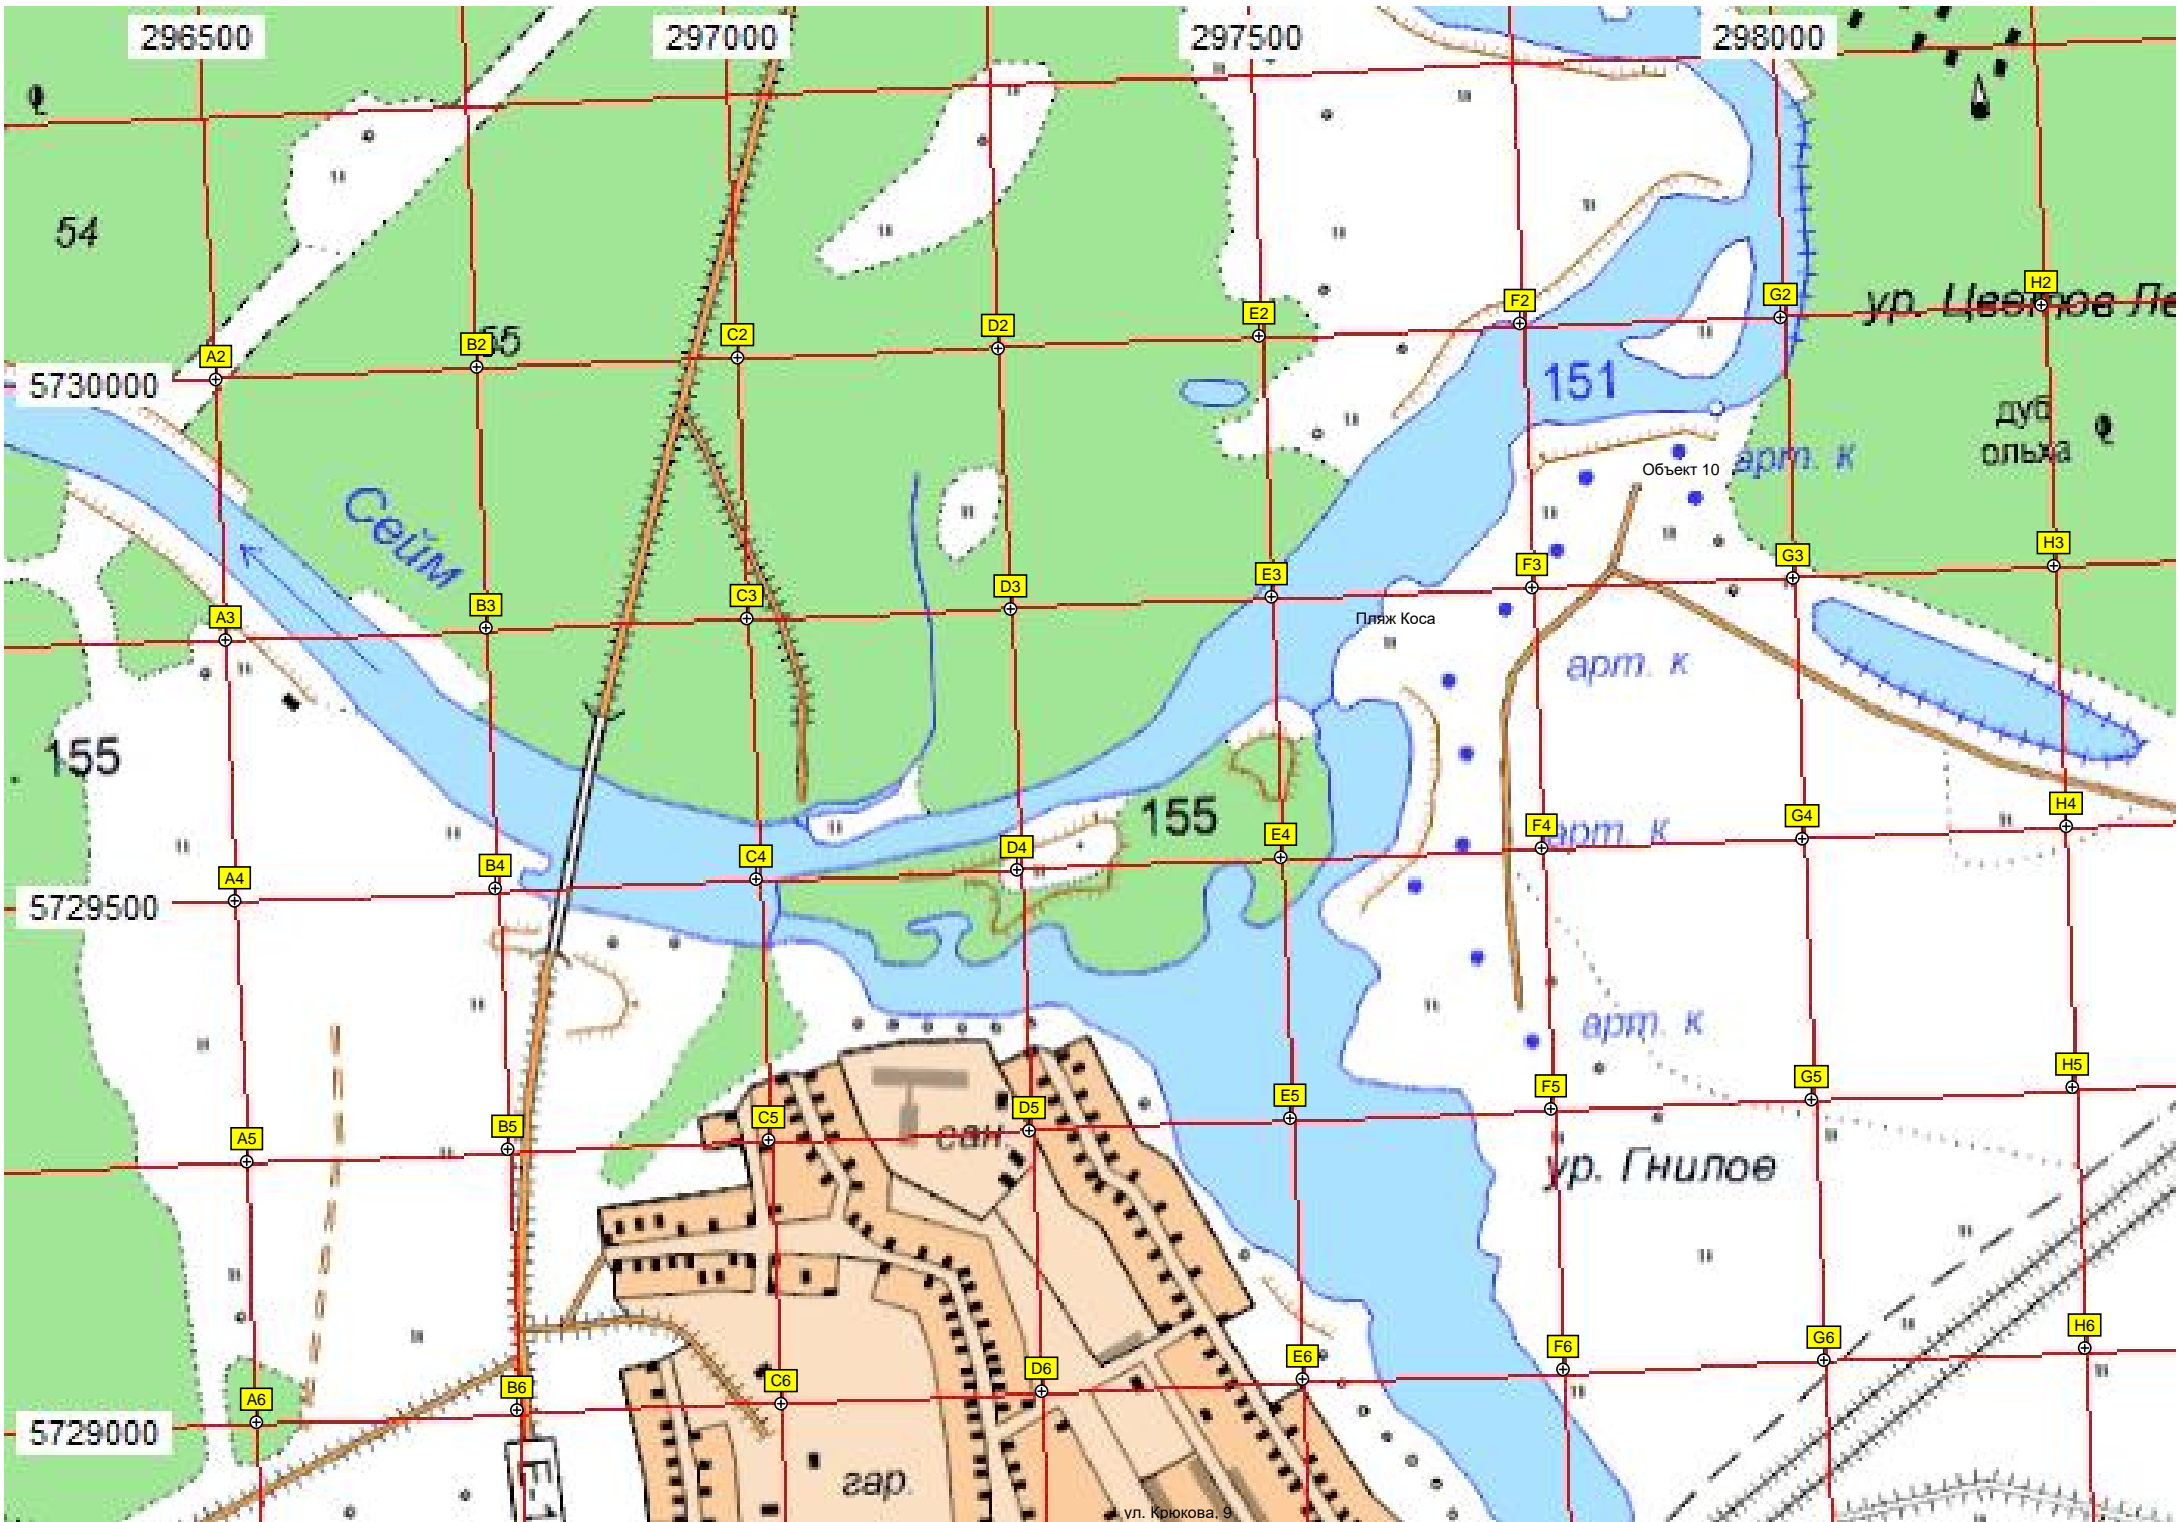 296500 297000 297500 298000
54
H2
G2
ур.
F2
E2
D2
C2
B2 55
A2
5730000
151
дуб
ольха
арт. к
Объект 10
Сейм
H3
G3
F3
E3
D3
C3
B3
A3
Пляж Коса
арт. к
155
155
H4
G4
F4 арт. к
E4
D4
C4
B4
A4
5729500
арт. к
H5
G5
F5
E5
D5
C5
B5
A5
сан.
ур. Гнилое
H6
G6
F6
E6
D6
C6
B6
A6
5729000
гар.
ул. Крюкова, 9